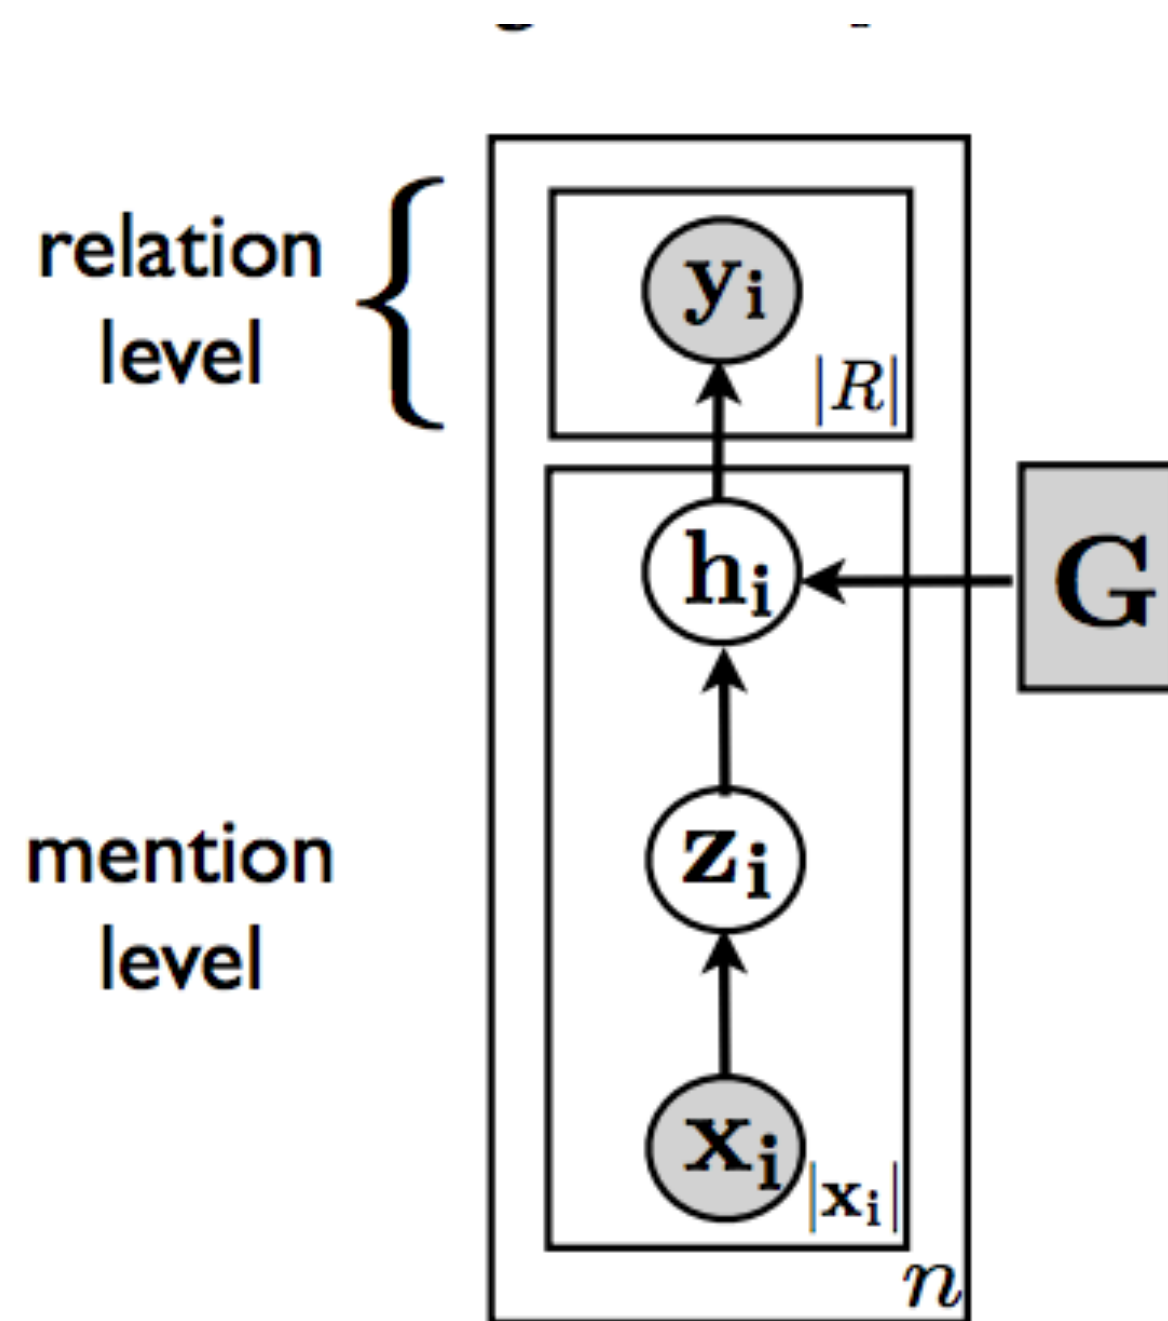 relation
level
yᵢ
|R|
hᵢ
G
mention
level
zᵢ
xᵢ
|xᵢ|
n